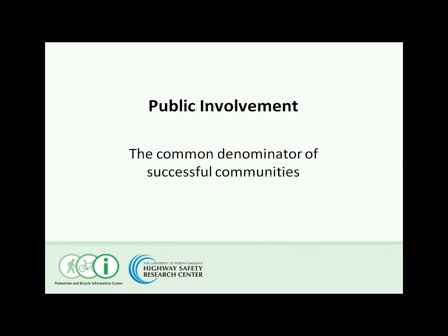 Public Involvement
The common denominator of
successful communities
Pedestrian and Bicycle Information Center
THE UNIVERSITY OF NORTH CAROLINA
HIGHWAY SAFETY
RESEARCH CENTER